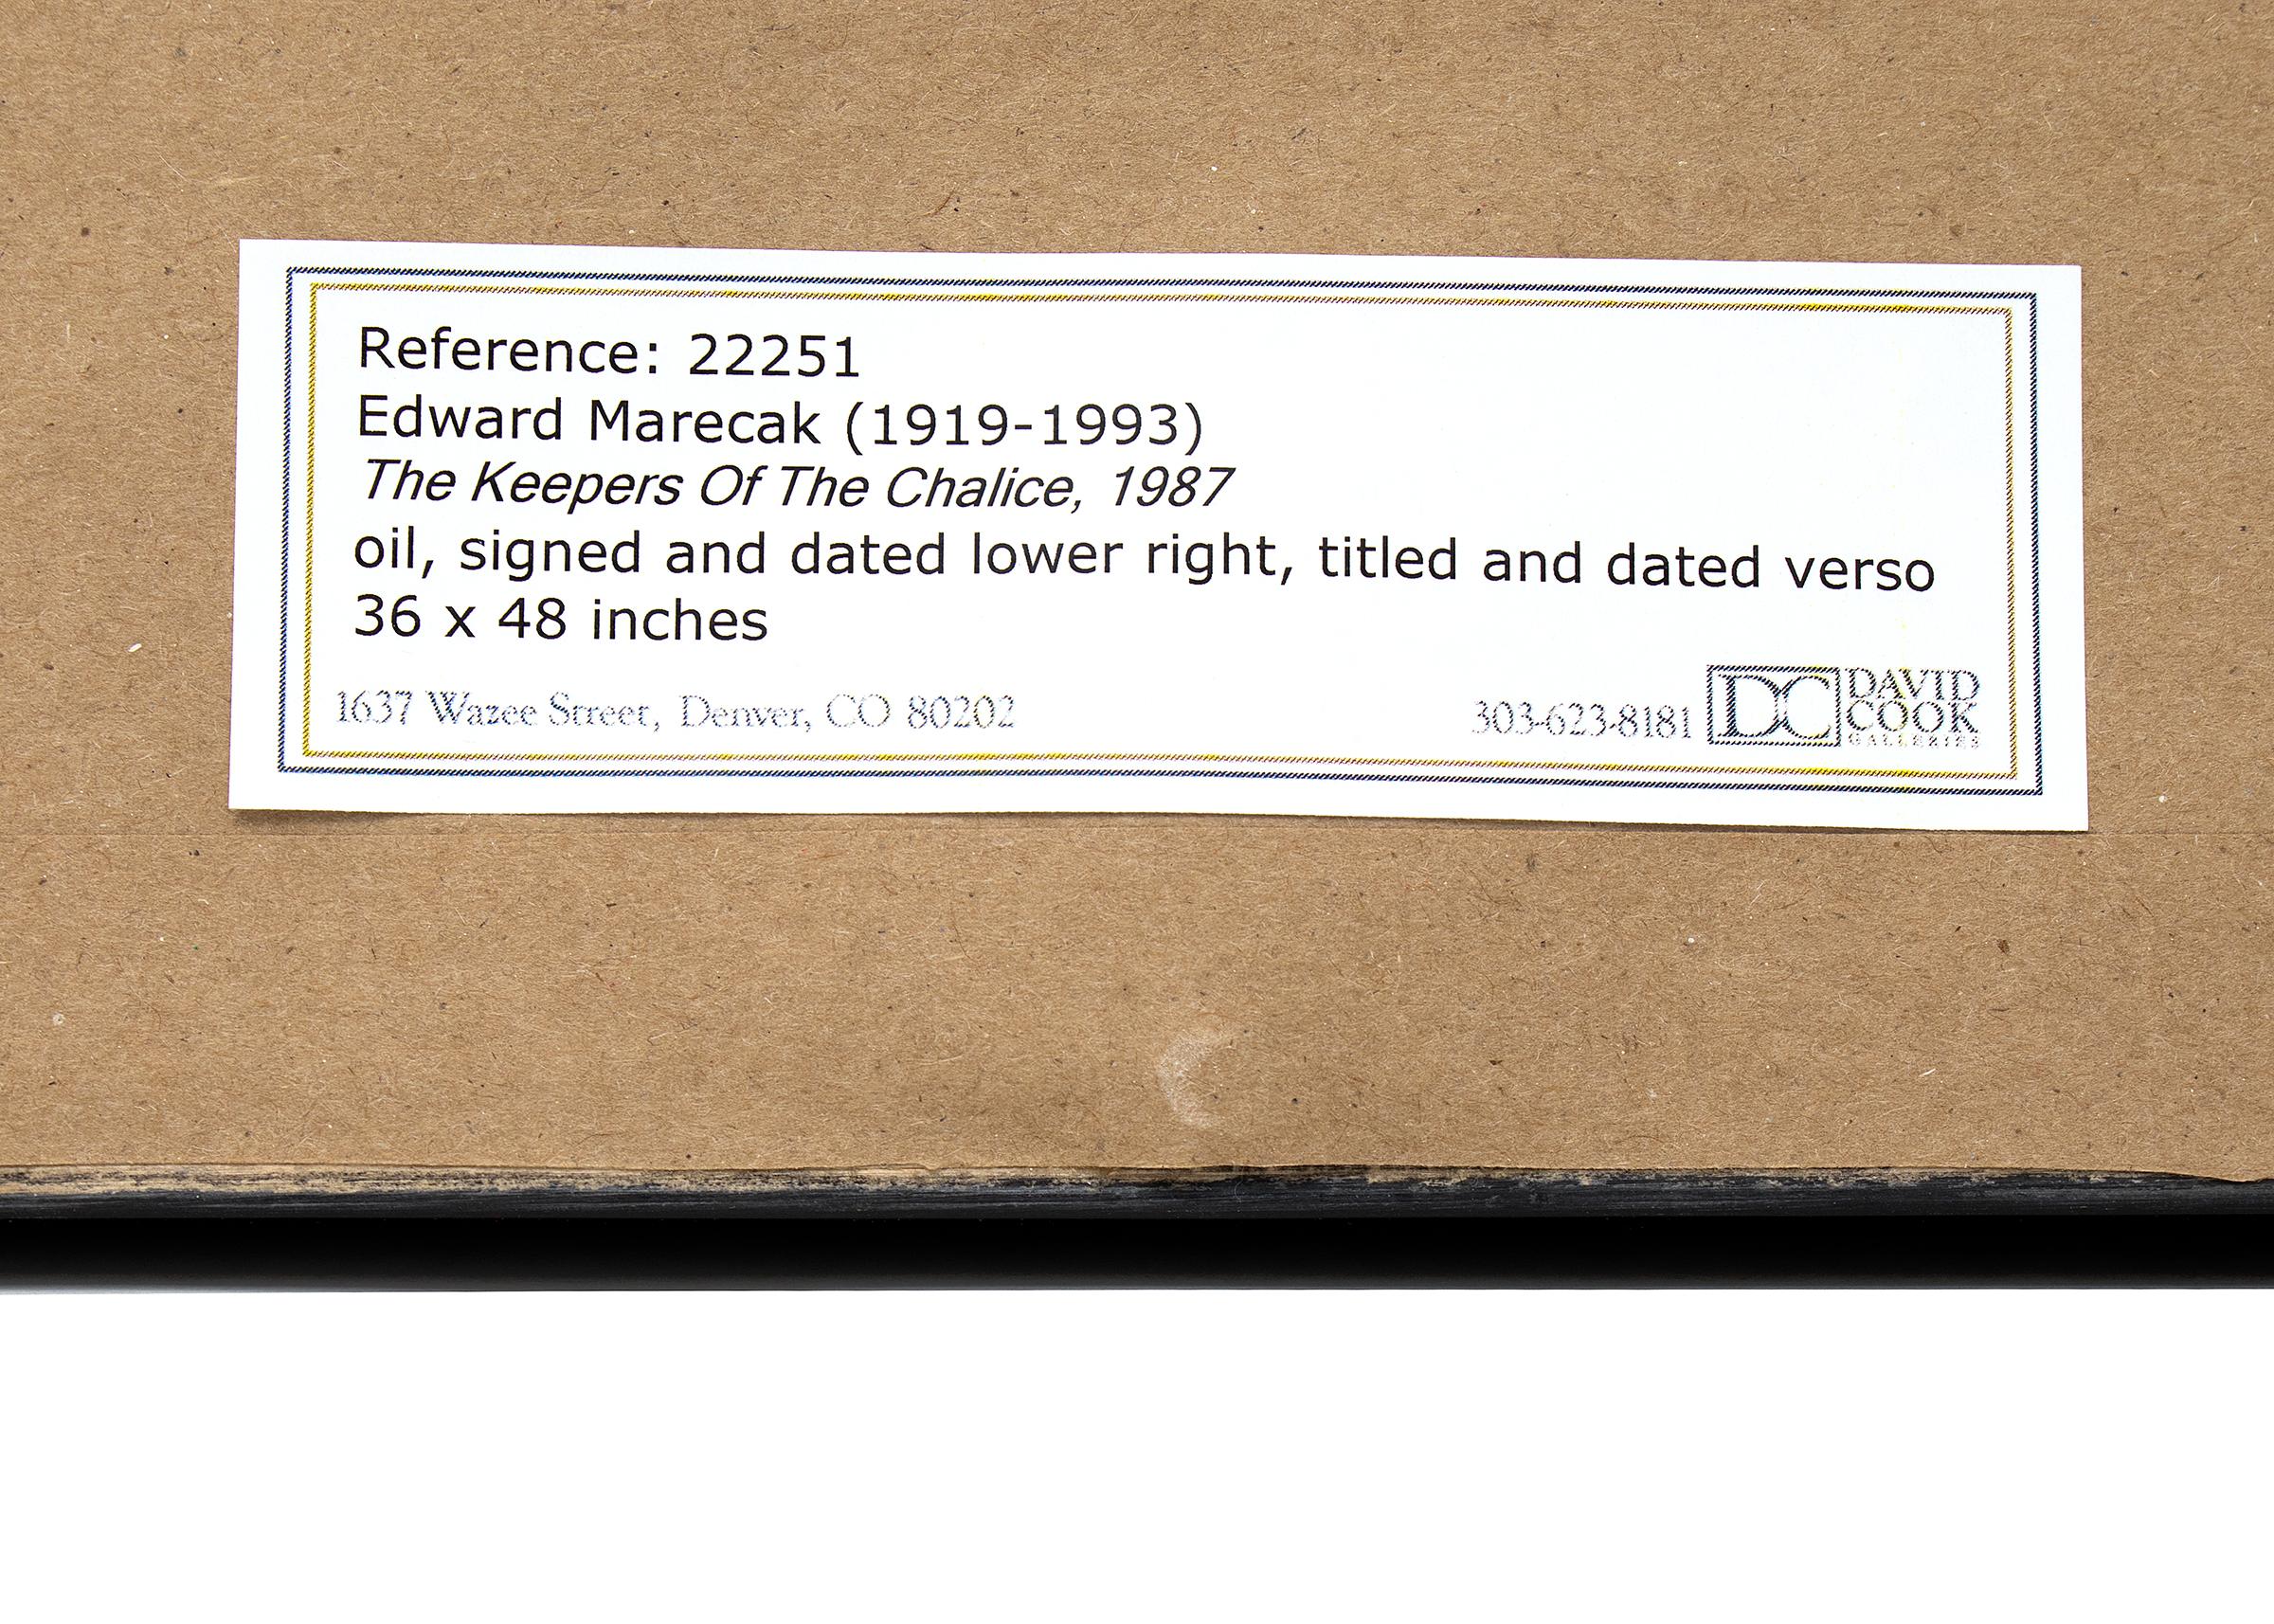 Reference: 22251
Edward Marecak (1919-1993)
The Keepers Of The Chalice, 1987
oil, signed and dated lower right, titled and dated verso
36 x 48 inches
1637 Wazee Street, Denver, CO 80202
303-623-8181 DC DAVID
COOK
GALLERIES